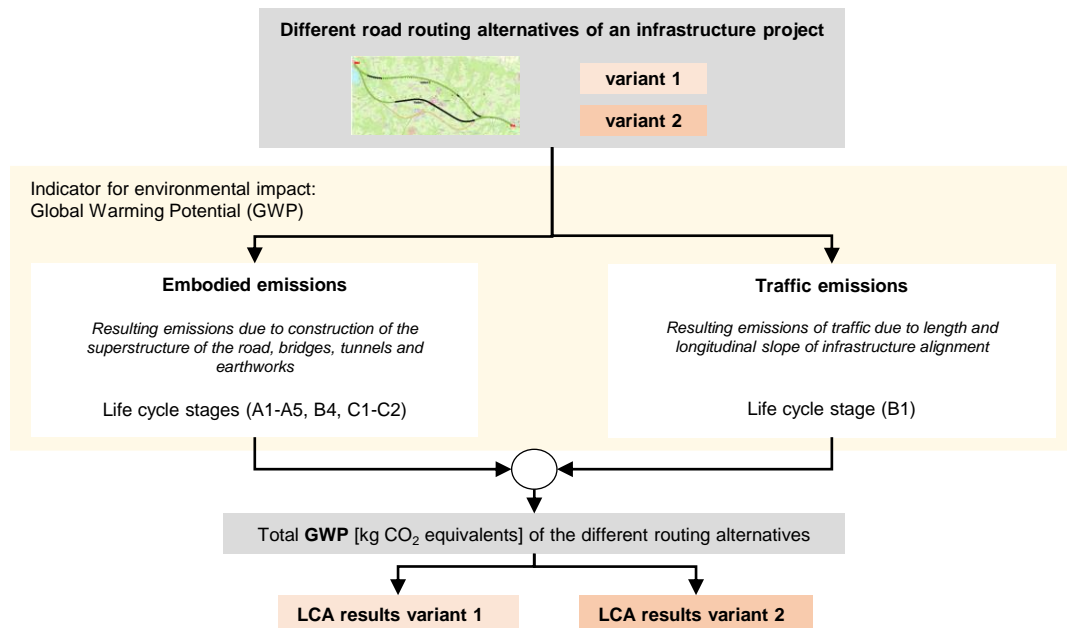 Different road routing alternatives of an infrastructure project
variant 1
variant 2
Indicator for environmental impact:
Global Warming Potential (GWP)
Embodied emissions
Resulting emissions due to construction of the
superstructure of the road, bridges, tunnels and
earthworks
Life cycle stages (A1-A5, B4, C1-C2)
Traffic emissions
Resulting emissions of traffic due to length and
longitudinal slope of infrastructure alignment
Life cycle stage (B1)
Total GWP [kg CO₂ equivalents] of the different routing alternatives
LCA results variant 1
LCA results variant 2